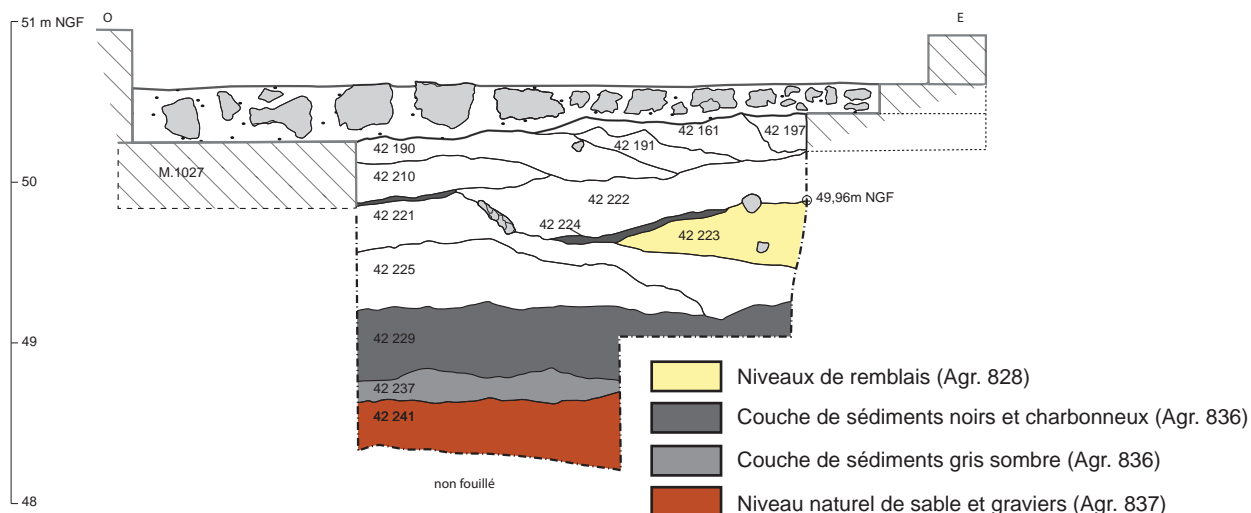 51 m NGF
O
E
42 161
42 197
42 190
42 191
M.1027
42 210
50
42 222
49,96m NGF
42 221
42 224
42 223
42 225
49
42 229
42 237
42 241
non fouillé
48
Niveaux de remblais (Agr. 828)
Couche de sédiments noirs et charbonneux (Agr. 836)
Couche de sédiments gris sombre (Agr. 836)
Niveau naturel de sable et graviers (Agr. 837)